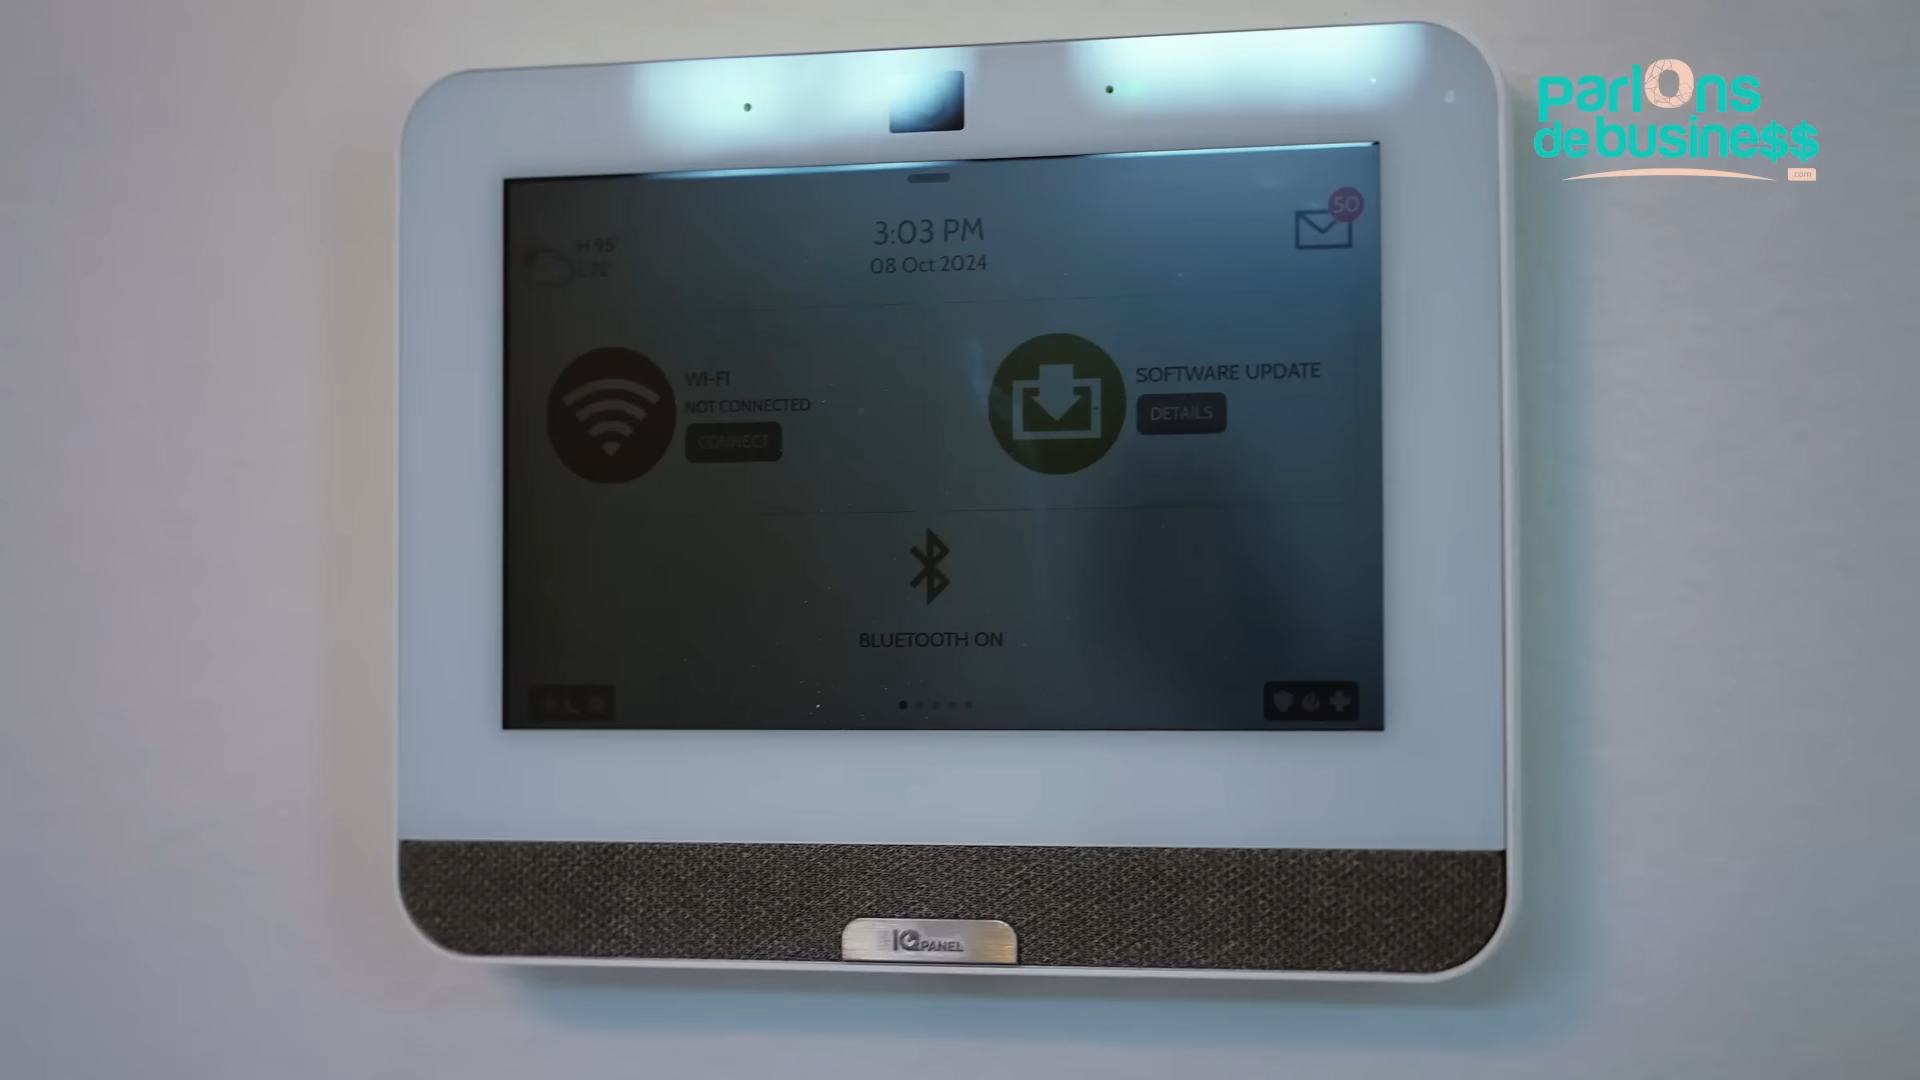 parlOns
de busine$$
.com
3:03 PM
08 Oct 2024
50
H 95°
L 72°
WI-FI
NOT CONNECTED
CONNECT
SOFTWARE UPDATE
DETAILS
BLUETOOTH ON
IQ PANEL